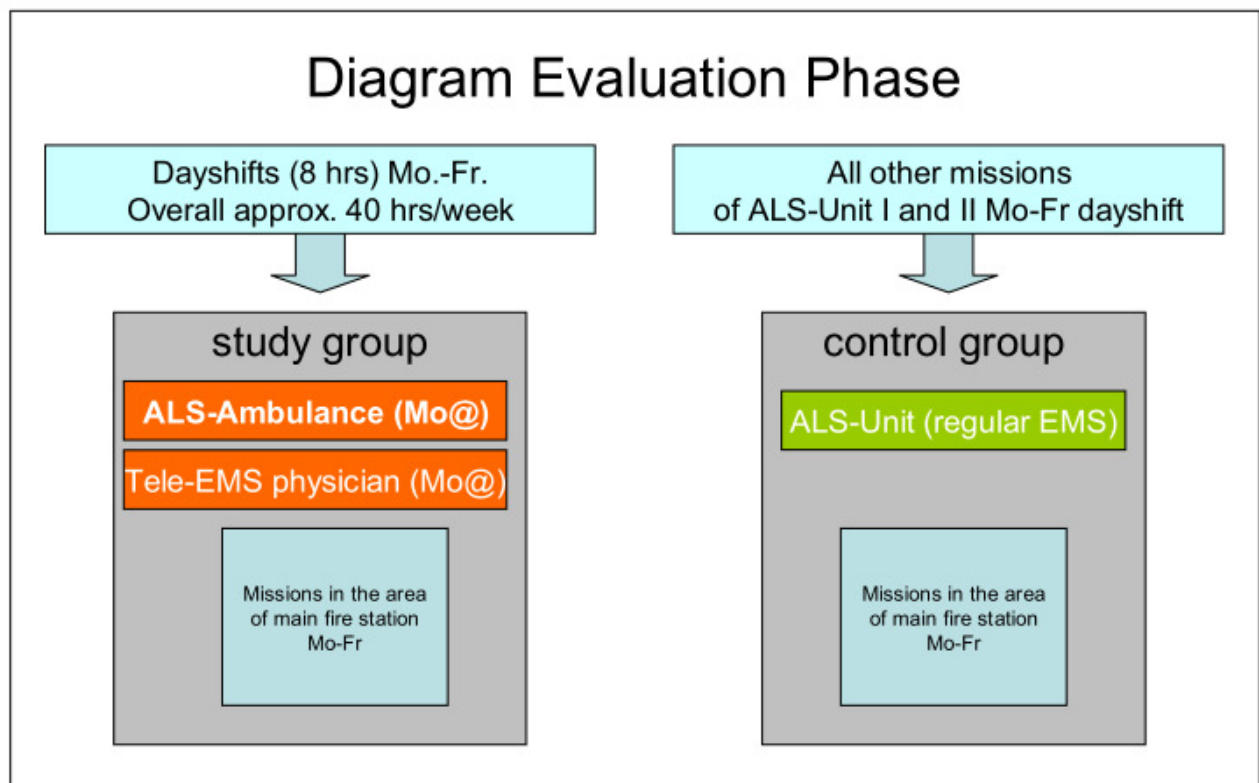 Diagram Evaluation Phase
Dayshifts (8 hrs) Mo.-Fr.
Overall approx. 40 hrs/week
All other missions
of ALS-Unit I and II Mo-Fr dayshift
study group
ALS-Ambulance (Mo@)
Tele-EMS physician (Mo@)
Missions in the area
of main fire station
Mo-Fr
control group
ALS-Unit (regular EMS)
Missions in the area
of main fire station
Mo-Fr